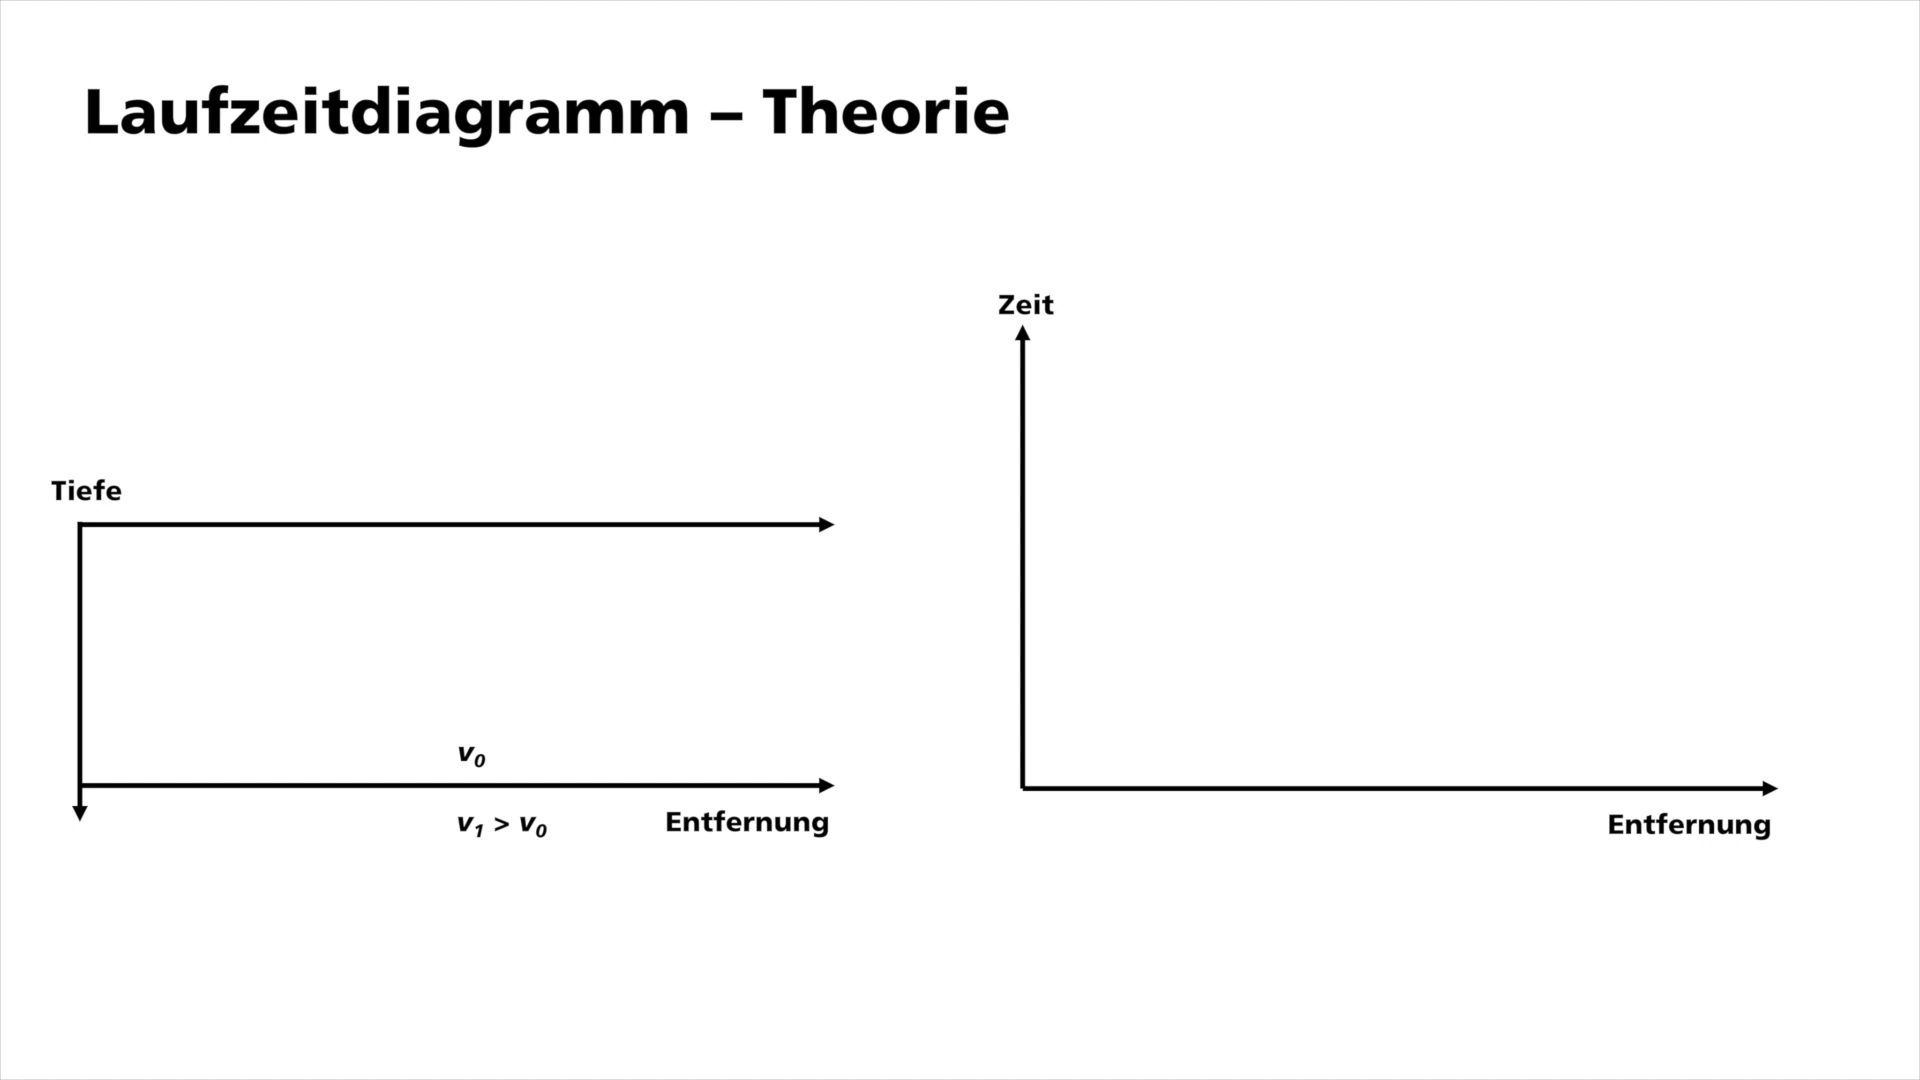 Laufzeitdiagramm – Theorie
Zeit
Tiefe
v₀
v₁ > v₀
Entfernung
Entfernung